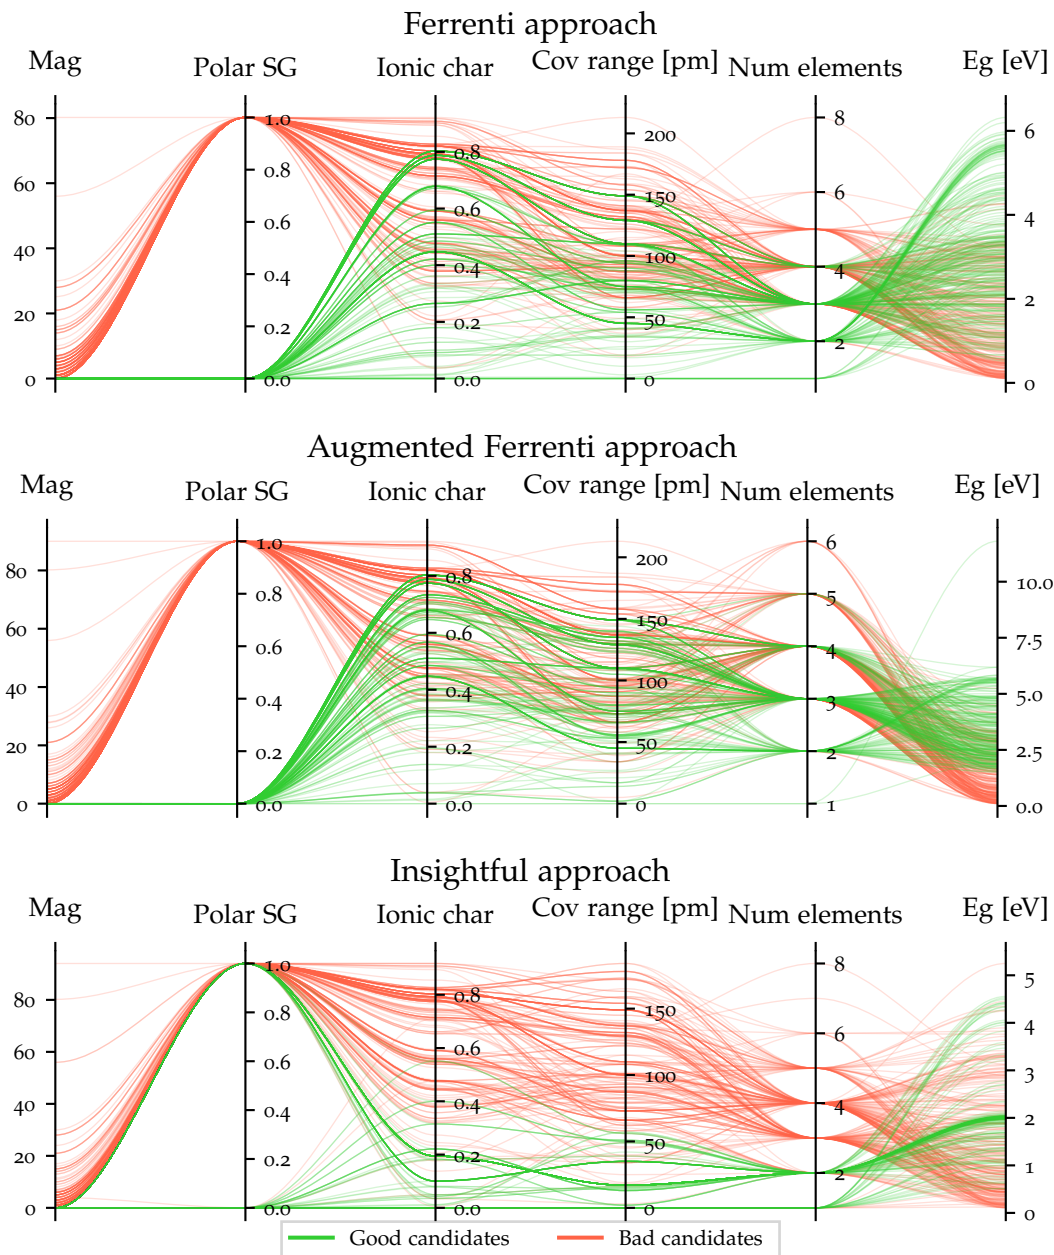 Ferrenti approach
Mag Polar SG Ionic char Cov range [pm] Num elements Eg [eV]
80 1.0 0.8 200 8 6
60 0.8 0.6 150 6 4
40 0.6 0.4 100 4 2
20 0.4 0.2 50 2 0
0 0.2 0.0 0
0.0
Augmented Ferrenti approach
Mag Polar SG Ionic char Cov range [pm] Num elements Eg [eV]
80 1.0 0.8 200 6 10.0
60 0.8 0.6 150 5 7.5
40 0.6 0.4 100 4 5.0
20 0.4 0.2 50 3 2.5
0 0.2 0.0 0 2 0.0
0.0 1
Insightful approach
Mag Polar SG Ionic char Cov range [pm] Num elements Eg [eV]
80 1.0 0.8 150 8 5
60 0.8 0.6 100 6 4
40 0.6 0.4 50 4 3
20 0.4 0.2 0 2 2
0 0.2 0.0 1
0.0 0
Good candidates Bad candidates